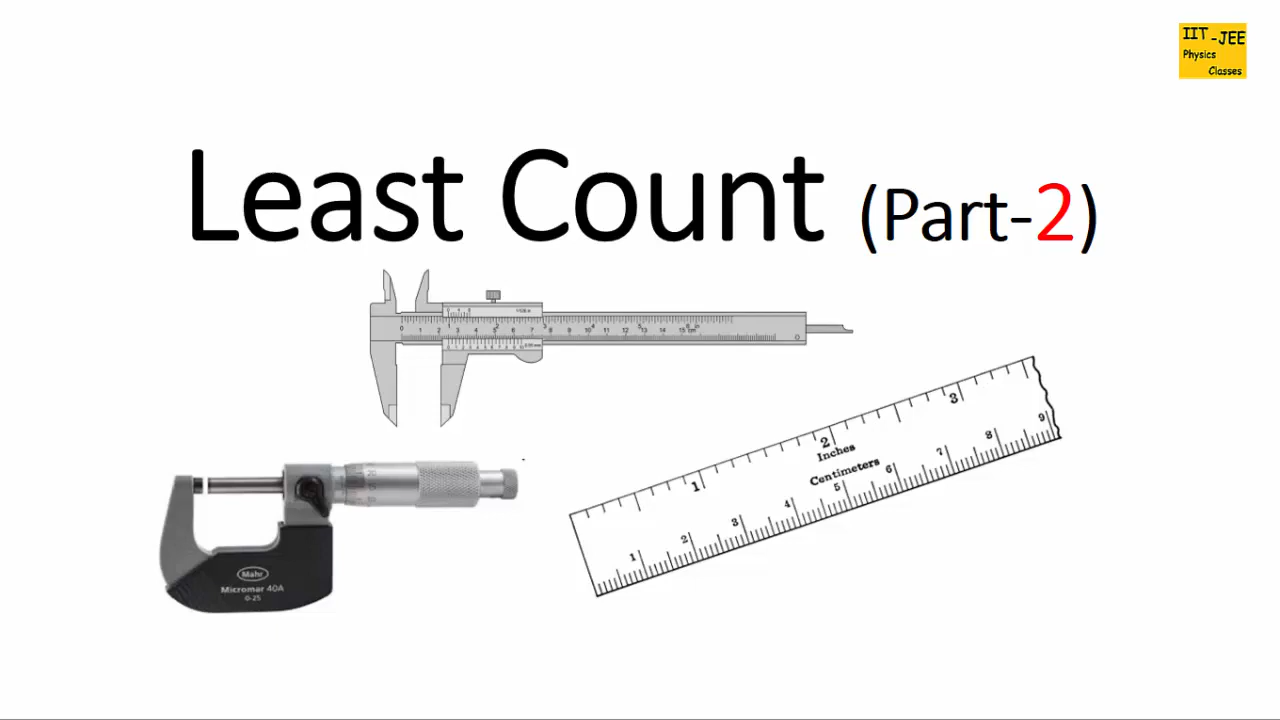 IIT-JEE
Physics
Classes
Least Count (Part-2)
0 1 2 3 4 5 6 7 8 9 10 11 12 13 14 15 cm
1 2 3
Inches
Centimeters
1 2 3 4 5 6 7 8 9
Mahr
Micromar 40A
0-25